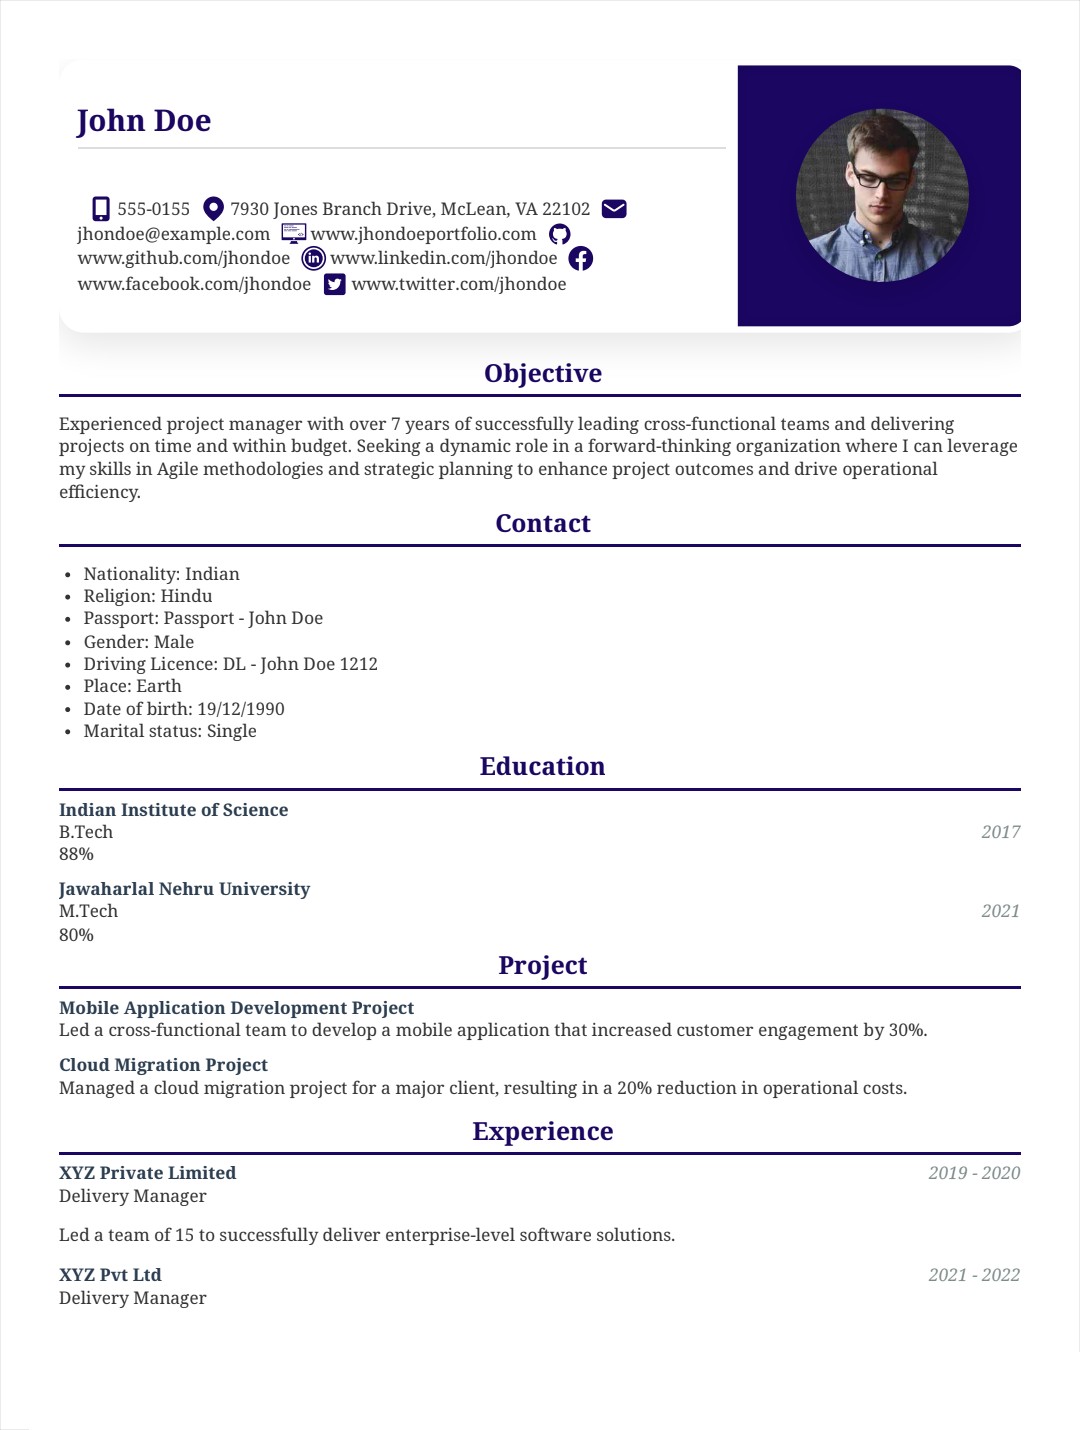 John Doe
555-0155 7930 Jones Branch Drive, McLean, VA 22102
jhondoe@example.com www.jhondoeportfolio.com
www.github.com/jhondoe www.linkedin.com/jhondoe
www.facebook.com/jhondoe www.twitter.com/jhondoe
Objective
Experienced project manager with over 7 years of successfully leading cross-functional teams and delivering
projects on time and within budget. Seeking a dynamic role in a forward-thinking organization where I can leverage
my skills in Agile methodologies and strategic planning to enhance project outcomes and drive operational
efficiency.
Contact
• Nationality: Indian
• Religion: Hindu
• Passport: Passport - John Doe
• Gender: Male
• Driving Licence: DL - John Doe 1212
• Place: Earth
• Date of birth: 19/12/1990
• Marital status: Single
Education
Indian Institute of Science
B.Tech 2017
88%
Jawaharlal Nehru University
M.Tech 2021
80%
Project
Mobile Application Development Project
Led a cross-functional team to develop a mobile application that increased customer engagement by 30%.
Cloud Migration Project
Managed a cloud migration project for a major client, resulting in a 20% reduction in operational costs.
Experience
XYZ Private Limited 2019 - 2020
Delivery Manager
Led a team of 15 to successfully deliver enterprise-level software solutions.
XYZ Pvt Ltd 2021 - 2022
Delivery Manager